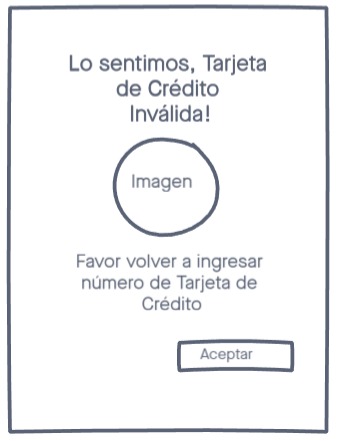 Lo sentimos, Tarjeta
de Crédito
Inválida!
Imagen
Favor volver a ingresar
número de Tarjeta de
Crédito
Aceptar